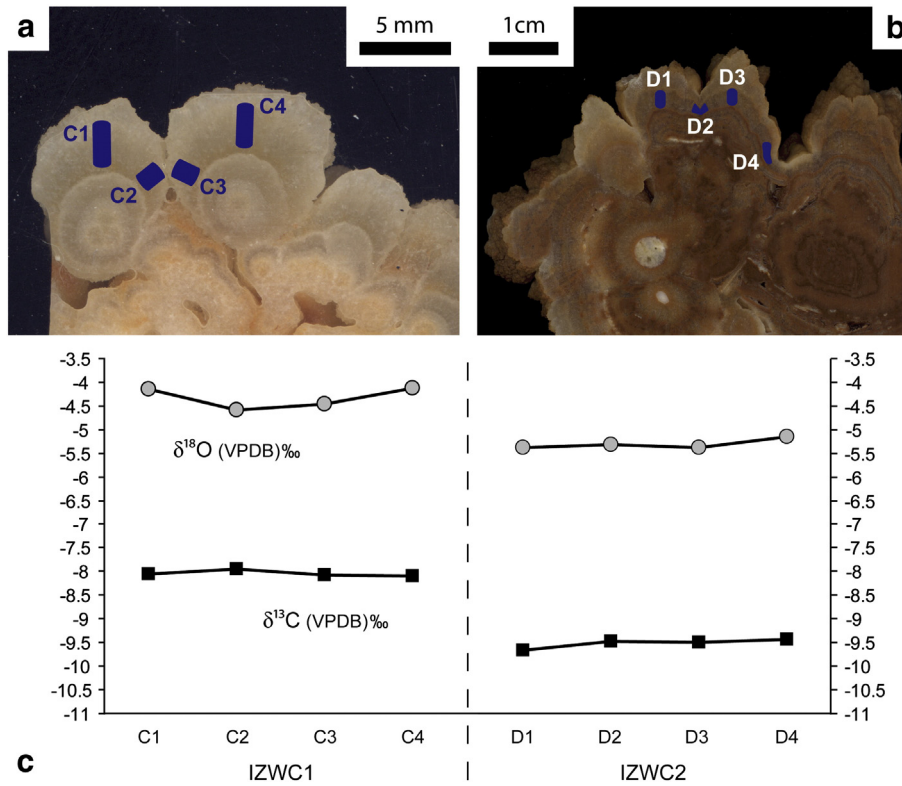 a
5 mm
1cm
b
C1
C4
C2
C3
D1
D3
D2
D4
-3.5
-4
-4.5
-5
-5.5
-6
-6.5
-7
-7.5
-8
-8.5
-9
-9.5
-10
-10.5
-11
δ¹⁸O (VPDB)‰
δ¹³C (VPDB)‰
-3.5
-4
-4.5
-5
-5.5
-6
-6.5
-7
-7.5
-8
-8.5
-9
-9.5
-10
-10.5
-11
C1 C2 C3 C4 D1 D2 D3 D4
c
IZWC1 IZWC2